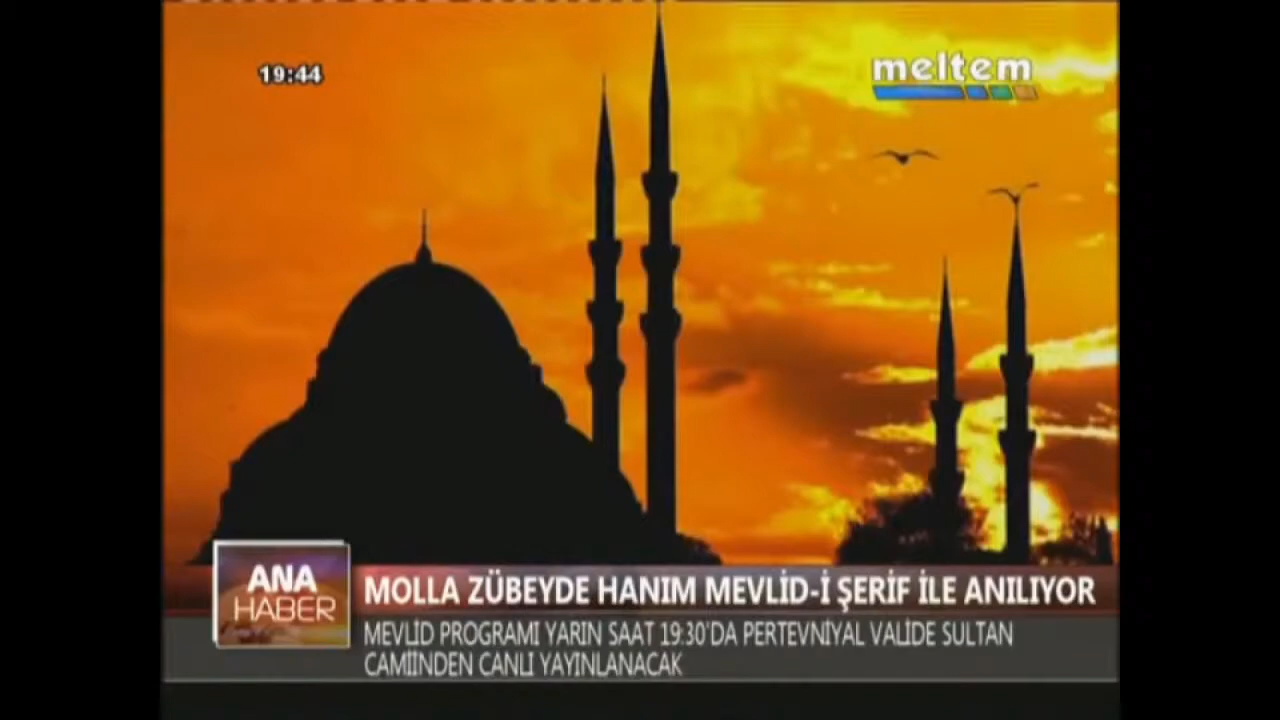 19:44
meltem
ANA
HABER
MOLLA ZÜBEYDE HANIM MEVLİD-İ ŞERİF İLE ANILIYOR
MEVLİD PROGRAMI YARIN SAAT 19:30'DA PERTEVNİYAL VALİDE SULTAN
CAMİİNDEN CANLI YAYINLANACAK